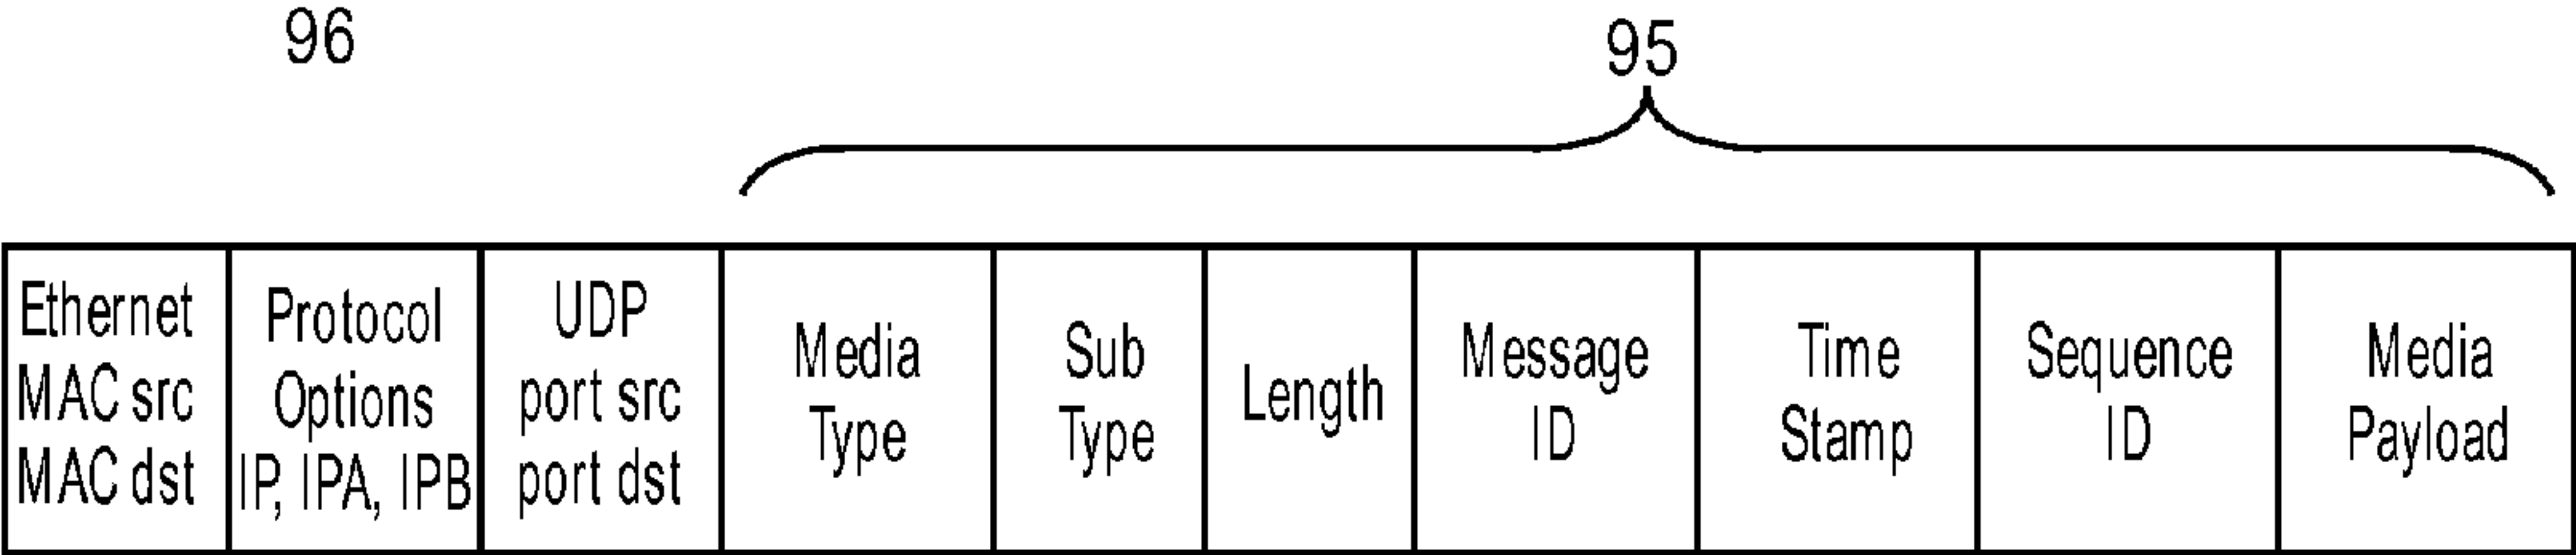 96
95
Ethernet
MAC src
MAC dst
Protocol
Options
IP, IPA, IPB
UDP
port src
port dst
Media
Type
Sub
Type
Length
Message
ID
Time
Stamp
Sequence
ID
Media
Payload